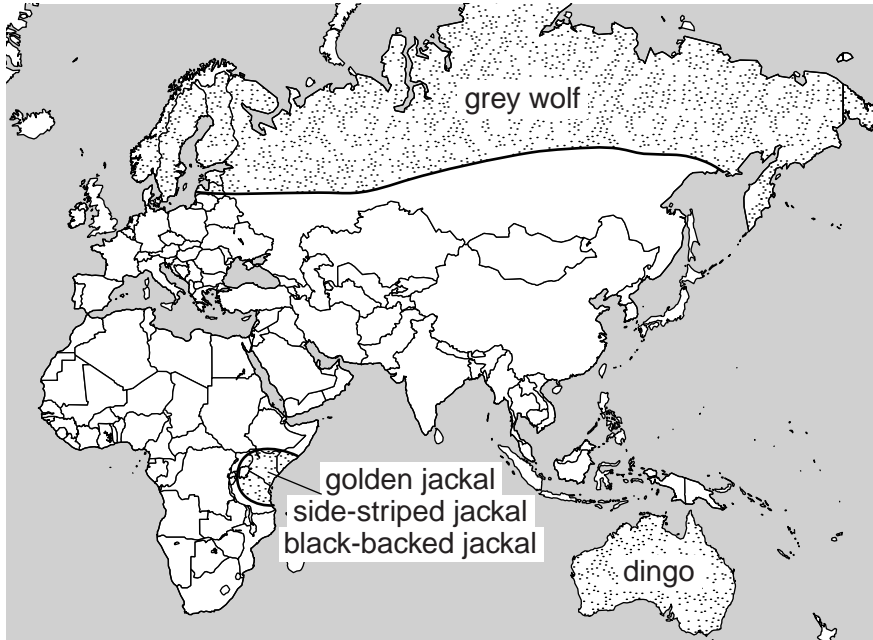 grey wolf
golden jackal
side-striped jackal
black-backed jackal
dingo